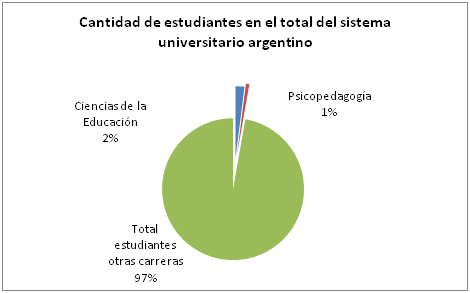 Cantidad de estudiantes en el total del sistema
universitario argentino
Ciencias de la
Educación
2%
Psicopedagogía
1%
Total
estudiantes
otras carreras
97%